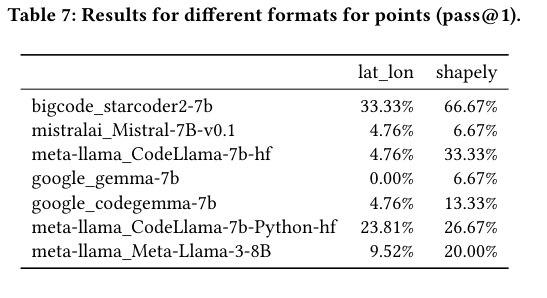 Table 7: Results for different formats for points (pass@1).
lat_lon shapely
bigcode_starcoder2-7b 33.33% 66.67%
mistralai_Mistral-7B-v0.1 4.76% 6.67%
meta-llama_CodeLlama-7b-hf 4.76% 33.33%
google_gemma-7b 0.00% 6.67%
google_codegemma-7b 4.76% 13.33%
meta-llama_CodeLlama-7b-Python-hf 23.81% 26.67%
meta-llama_Meta-Llama-3-8B 9.52% 20.00%